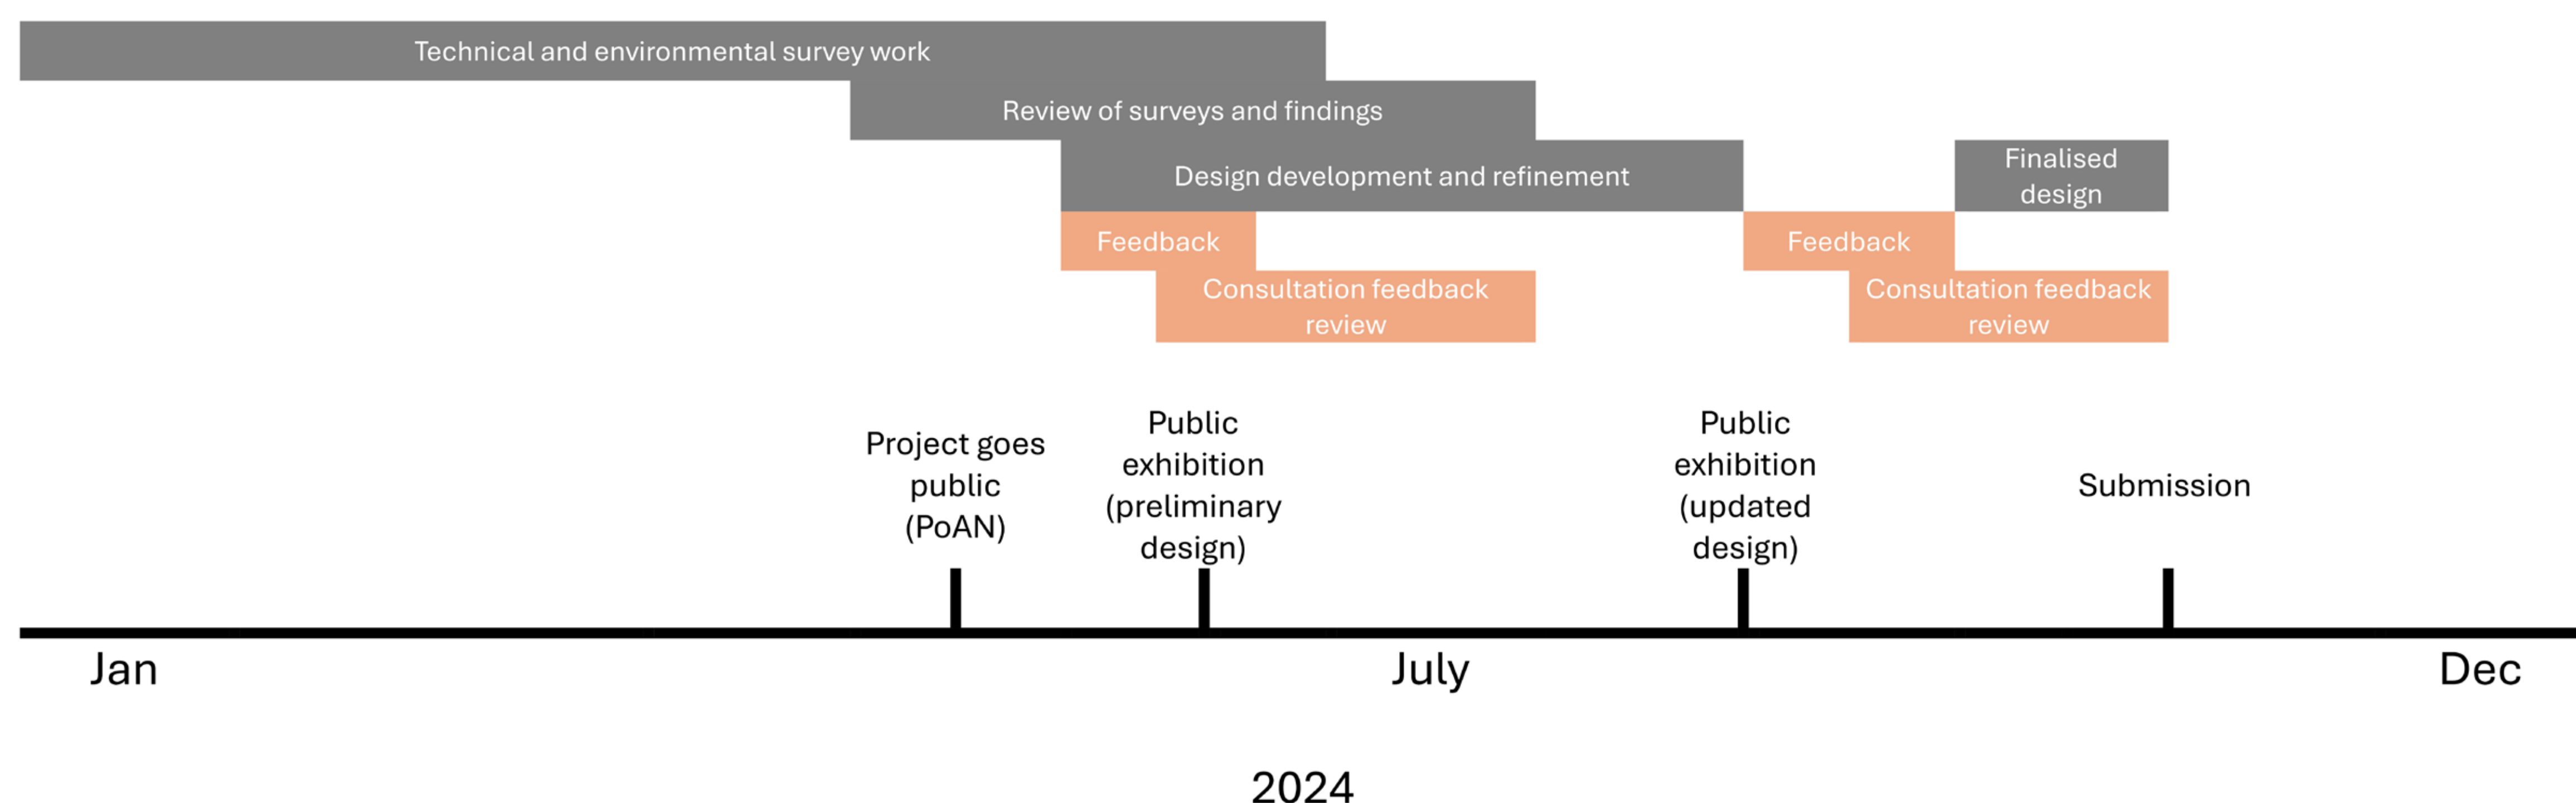 Technical and environmental survey work
Review of surveys and findings
Design development and refinement
Finalised
design
Feedback
Feedback
Consultation feedback
review
Consultation feedback
review
Project goes
public
(PoAN)
Public
exhibition
(preliminary
design)
Public
exhibition
(updated
design)
Submission
Jan
July
Dec
2024